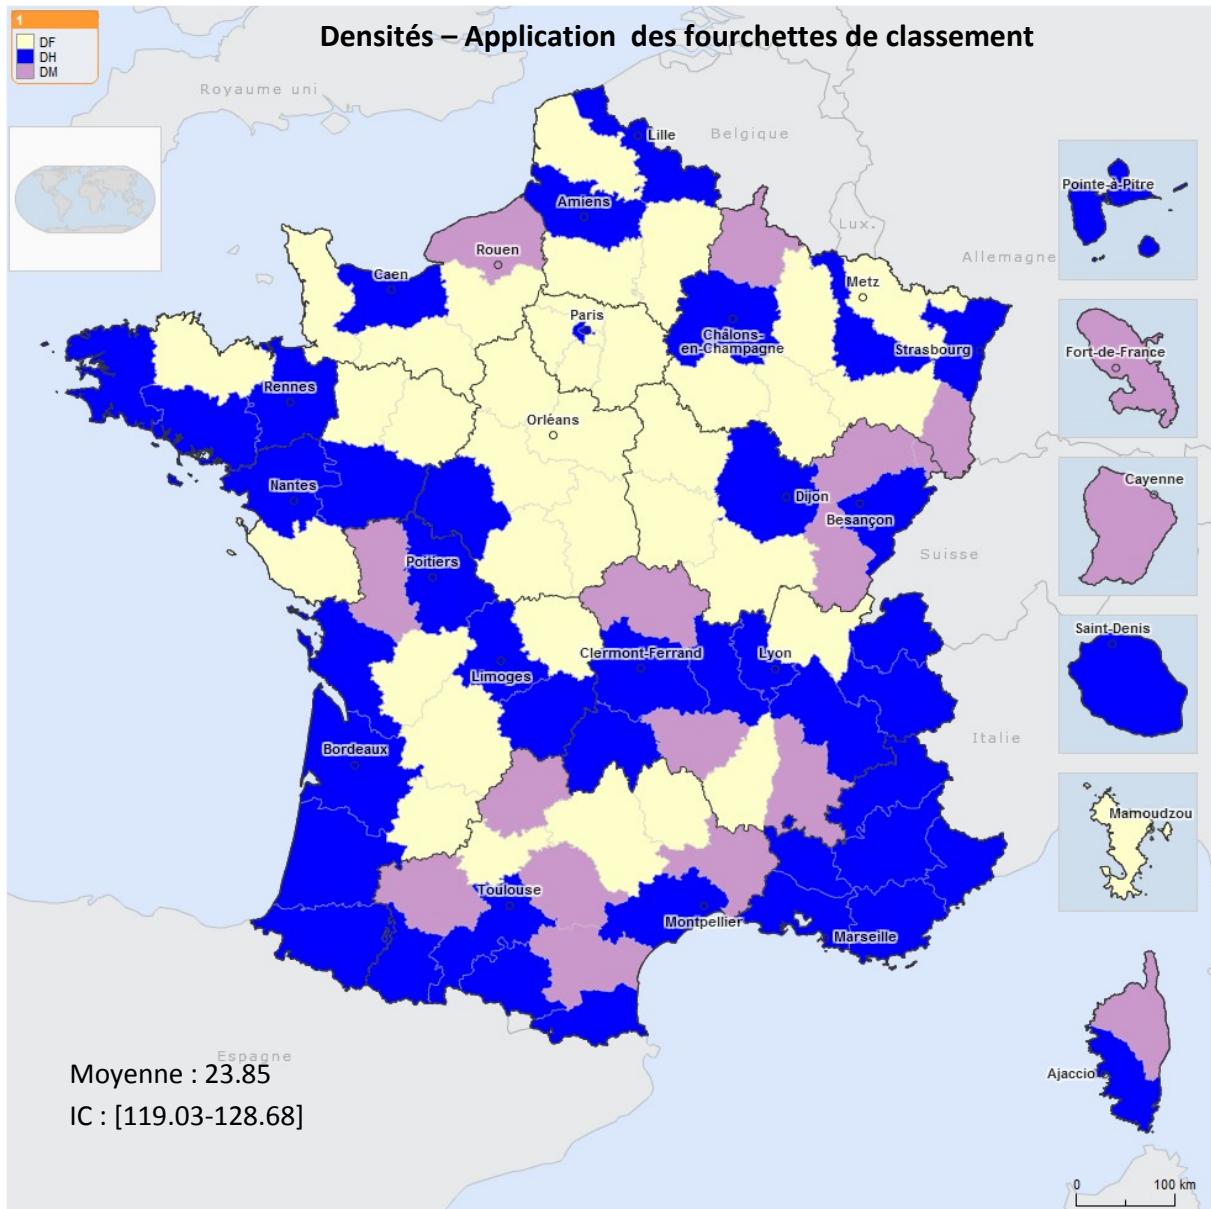 1
DF
DH
DM
Densités – Application des fourchettes de classement
Royaume uni
Belgique
Lux.
Allemagne
Suisse
Italie
Espagne
Lille
Amiens
Rouen
Caen
Paris
Metz
Châlons-
en-Champagne
Strasbourg
Rennes
Orléans
Nantes
Dijon
Besançon
Poitiers
Limoges
Clermont-Ferrand
Lyon
Bordeaux
Toulouse
Montpellier
Marseille
Pointe-à-Pitre
Fort-de-France
Cayenne
Saint-Denis
Mamoudzou
Ajaccio
Moyenne : 23.85
IC : [119.03-128.68]
0 100 km